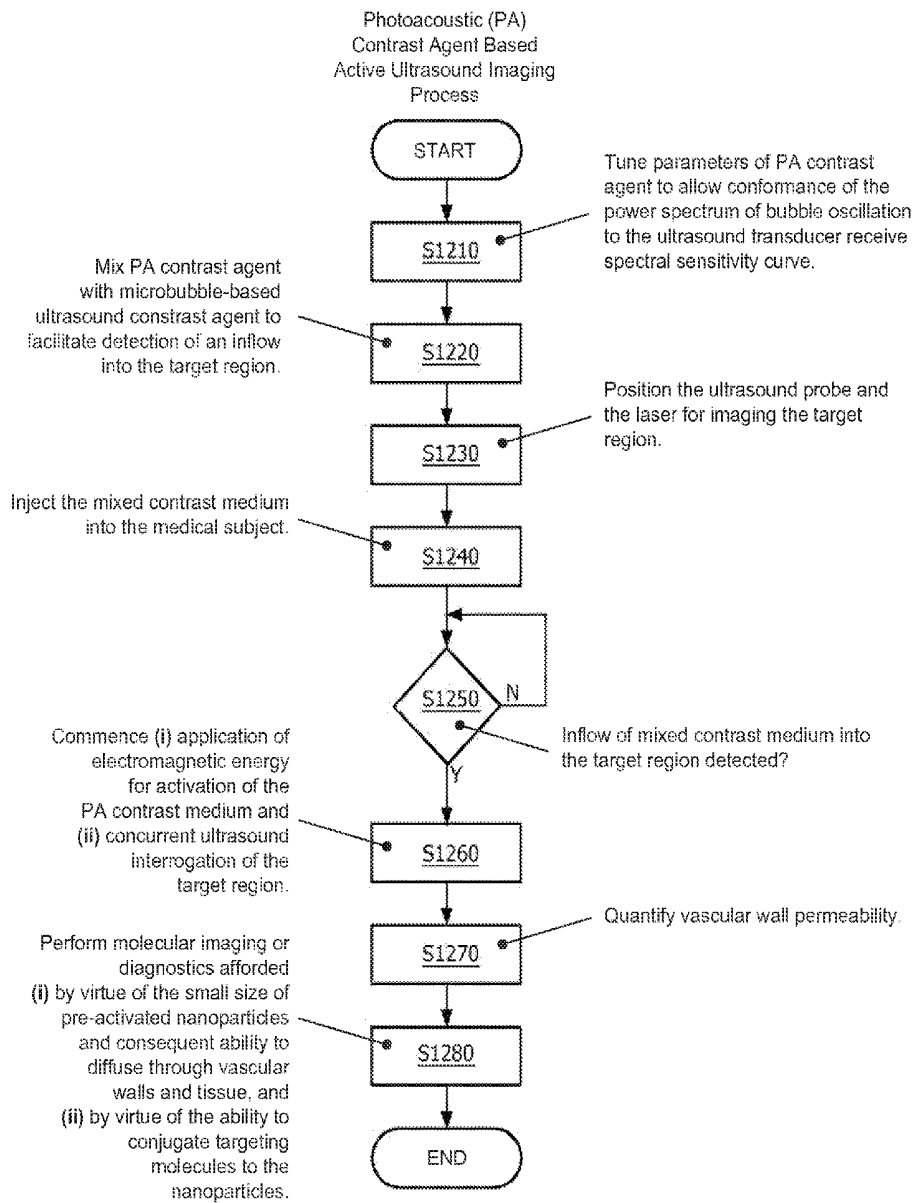 Photoacoustic (PA)
Contrast Agent Based
Active Ultrasound Imaging
Process
START
Tune parameters of PA contrast
agent to allow conformance of the
power spectrum of bubble oscillation
to the ultrasound transducer receive
spectral sensitivity curve.
S1210
Mix PA contrast agent
with microbubble-based
ultrasound constrast agent to
facilitate detection of an inflow
into the target region.
S1220
Position the ultrasound probe and
the laser for imaging the target
region.
S1230
Inject the mixed contrast medium
into the medical subject.
S1240
S1250
N
Y
Inflow of mixed contrast medium into
the target region detected?
Commence (i) application of
electromagnetic energy
for activation of the
PA contrast medium and
(ii) concurrent ultrasound
interrogation of the
target region.
S1260
Quantify vascular wall permeability.
S1270
Perform molecular imaging or
diagnostics afforded
(i) by virtue of the small size of
pre-activated nanoparticles
and consequent ability to
diffuse through vascular
walls and tissue, and
(ii) by virtue of the ability to
conjugate targeting
molecules to the
nanoparticles.
S1280
END